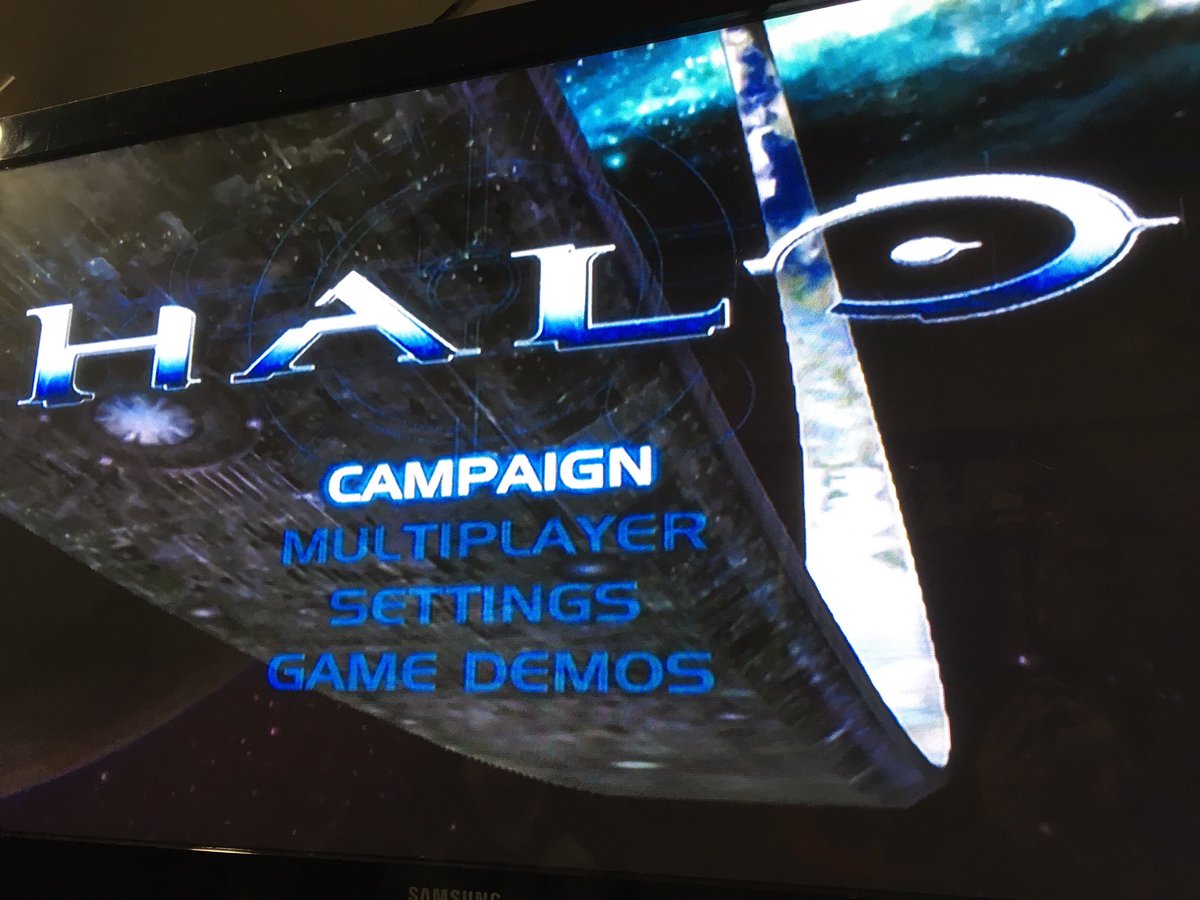 HALO
CAMPAIGN
MULTIPLAYER
SETTINGS
GAME DEMOS
SAMSUNG